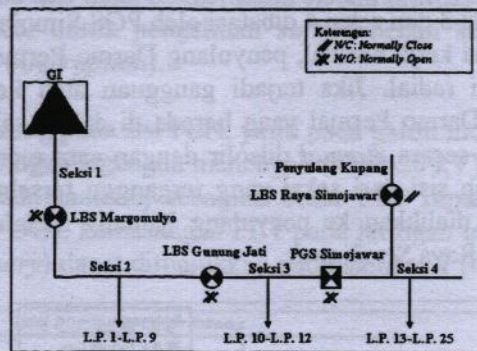 Keterangan:
N/C: Normally Close
N/O: Normally Open
GI
Seksi 1
LBS Margomulyo
Penyulang Kupang
LBS Raya Simojawar
LBS Gunung Jati
PGS Simojawar
Seksi 2
Seksi 3
Seksi 4
L.P. 1-L.P. 9
L.P. 10-L.P. 12
L.P. 13-L.P. 25